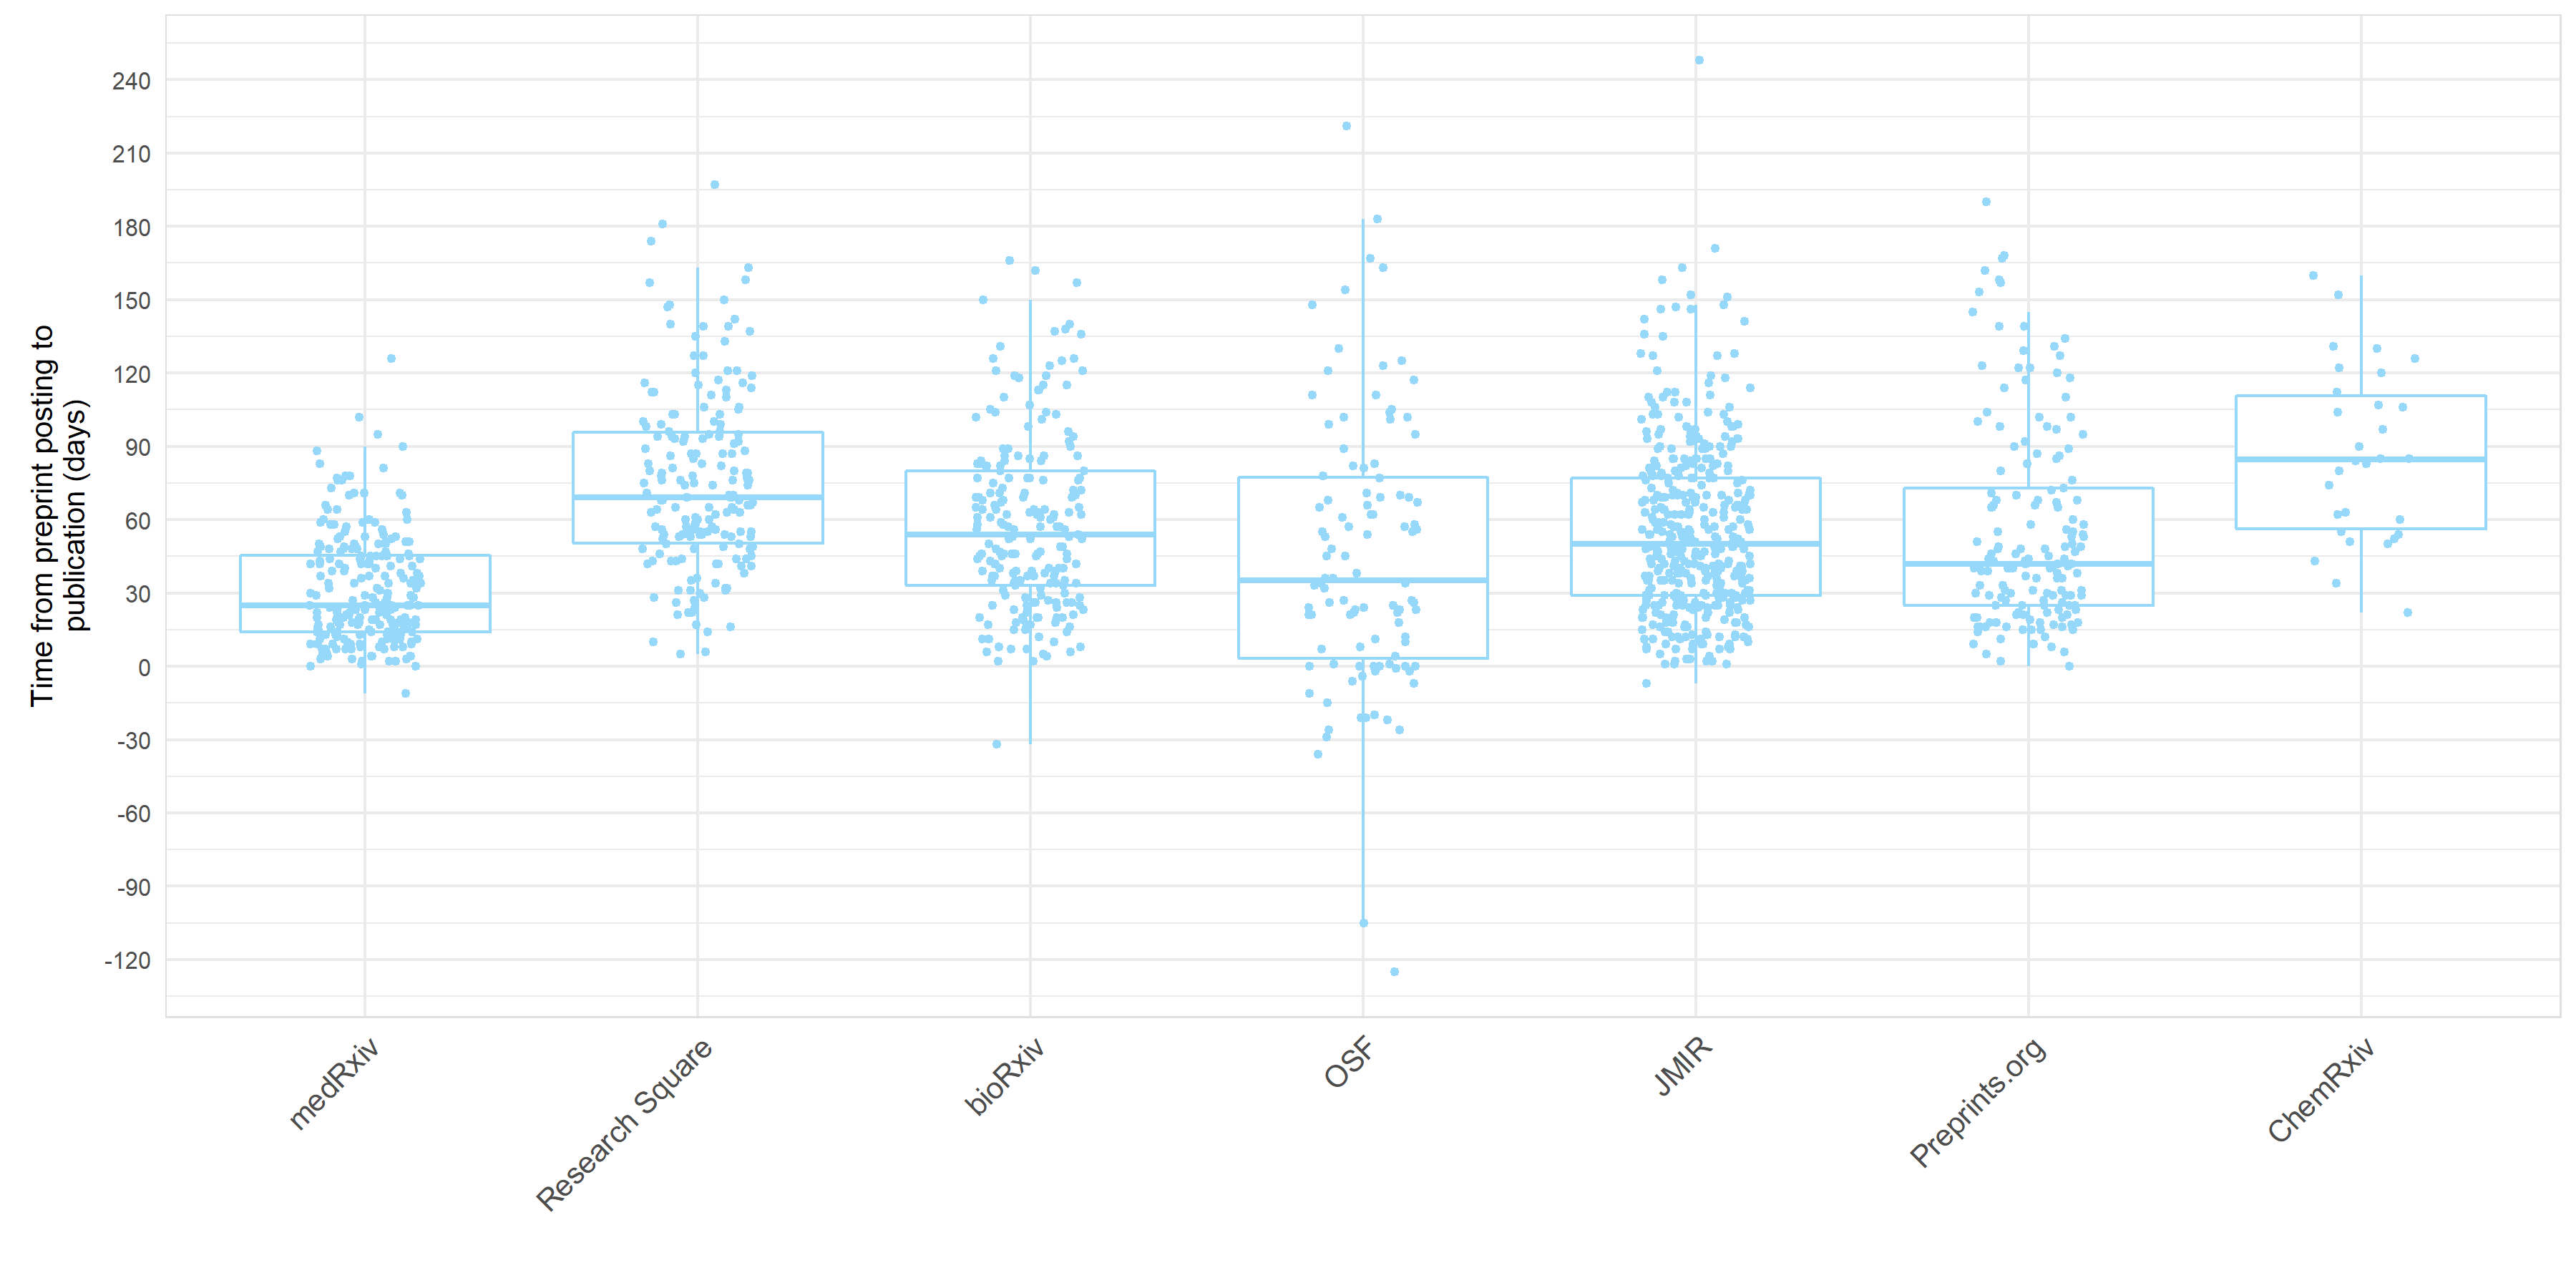 Time from preprint posting to
publication (days)
240
210
180
150
120
90
60
30
0
-30
-60
-90
-120
medRxiv
Research Square
bioRxiv
OSF
JMIR
Preprints.org
ChemRxiv